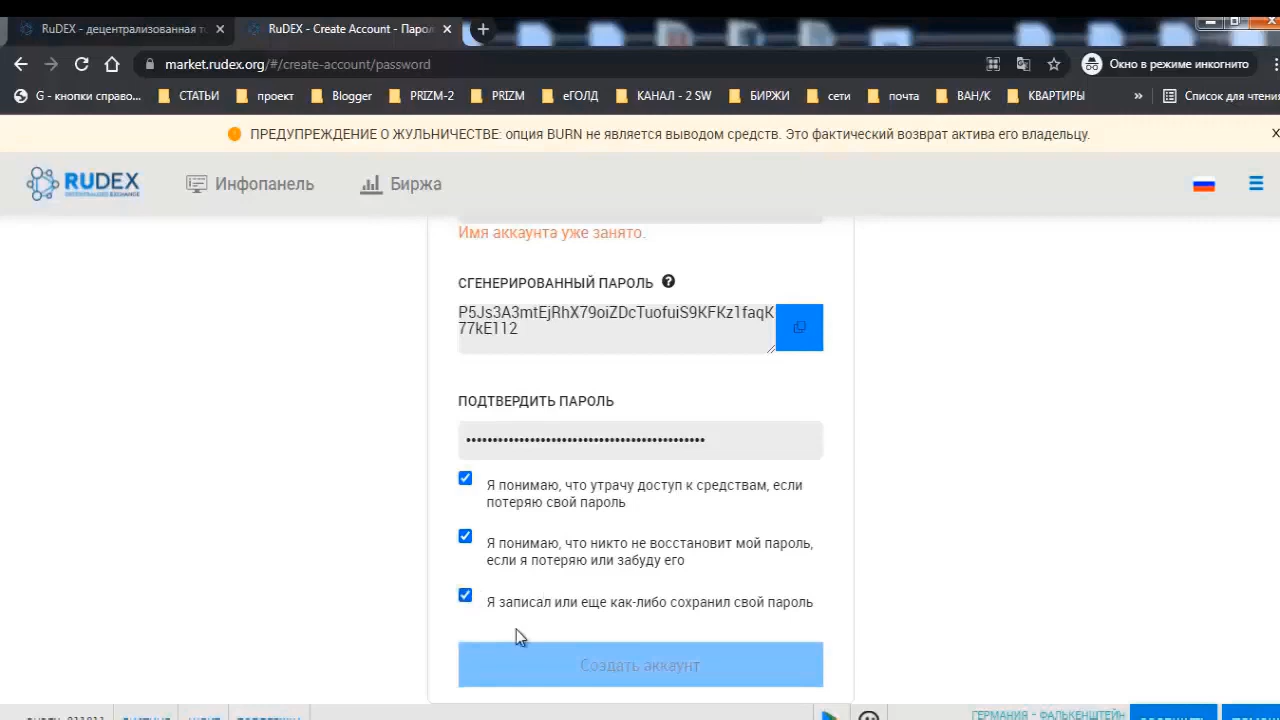 RuDEX - децентрализованная т
RuDEX - Create Account - Парол
market.rudex.org/#/create-account/password
Окно в режиме инкогнито
G - кнопки справо...
СТАТЬИ
проект
Blogger
PRIZM-2
PRIZM
еГОЛД
КАНАЛ - 2 SW
БИРЖИ
сети
почта
ВАН/К
КВАРТИРЫ
»
Список для чтени
ПРЕДУПРЕЖДЕНИЕ О ЖУЛЬНИЧЕСТВЕ: опция BURN не является выводом средств. Это фактический возврат актива его владельцу.
RUDEX
Инфопанель
Биржа
Имя аккаунта уже занято.
СГЕНЕРИРОВАННЫЙ ПАРОЛЬ
P5Js3A3mtEjRhX79oiZDcTuofuiS9KFKz1faqK
77kE112
ПОДТВЕРДИТЬ ПАРОЛЬ
Я понимаю, что утрачу доступ к средствам, если
потеряю свой пароль
Я понимаю, что никто не восстановит мой пароль,
если я потеряю или забуду его
Я записал или еще как-либо сохранил свой пароль
Создать аккаунт
ГЕРМАНИЯ - ФАЛЬКЕНШТЕЙН